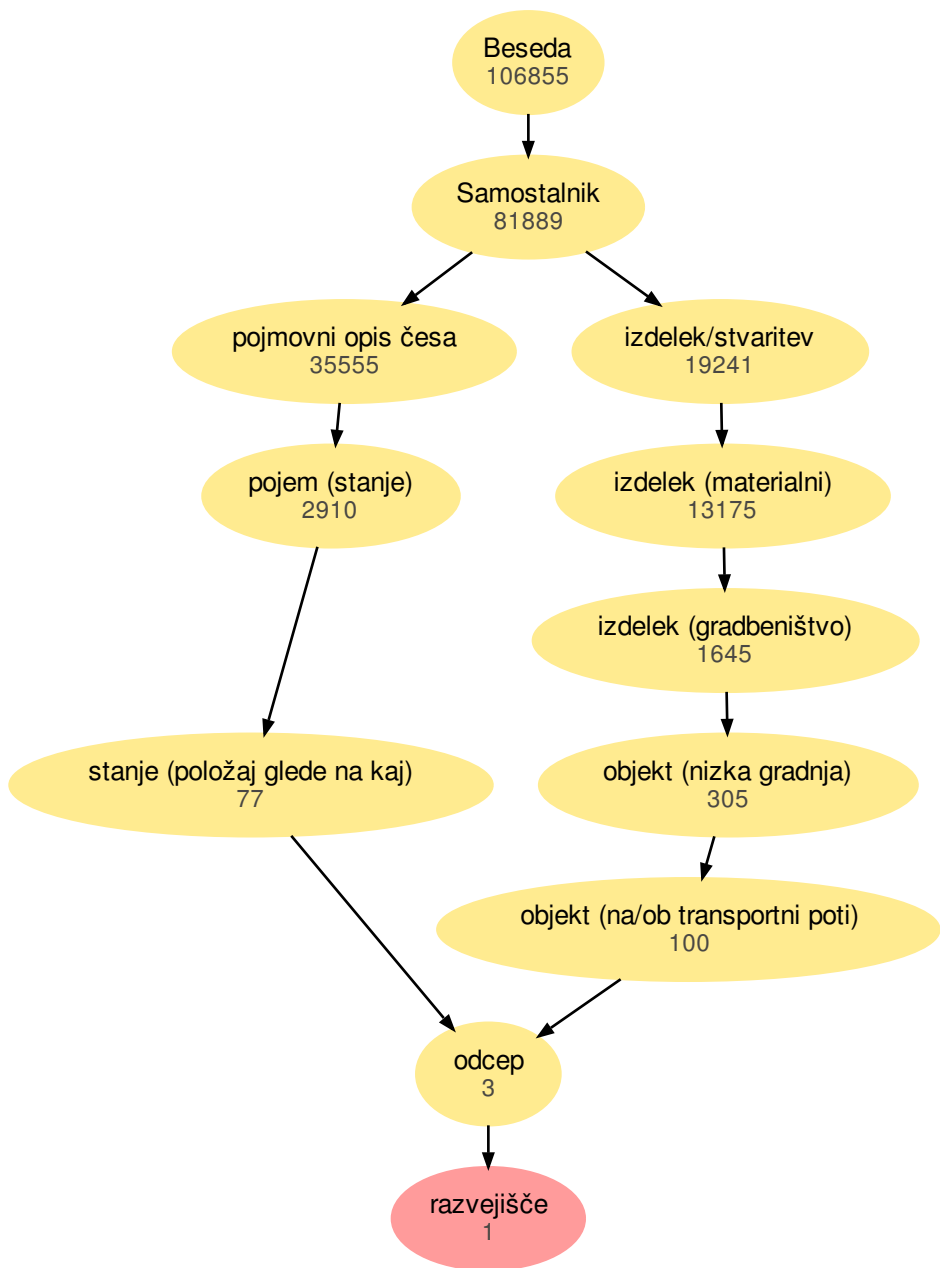 Beseda
106855
Samostalnik
81889
pojmovni opis česa
35555
izdelek/stvaritev
19241
pojem (stanje)
2910
izdelek (materialni)
13175
izdelek (gradbeništvo)
1645
stanje (položaj glede na kaj)
77
objekt (nizka gradnja)
305
objekt (na/ob transportni poti)
100
odcep
3
razvejišče
1